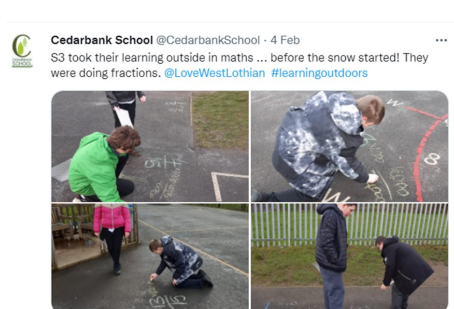 Cedarbank School @CedarbankSchool · 4 Feb
S3 took their learning outside in maths ... before the snow started! They
were doing fractions. @LoveWestLothian #learningoutdoors